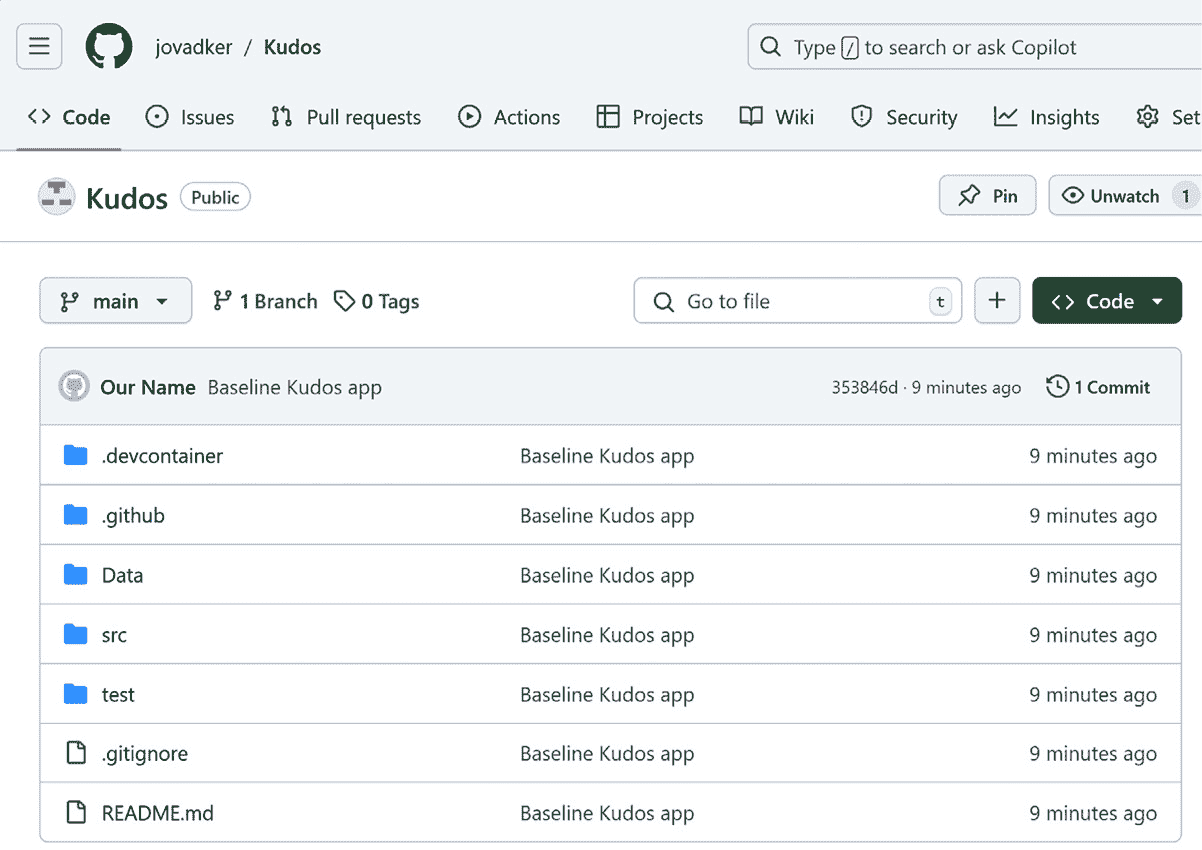 jovadker / Kudos
Type / to search or ask Copilot
Code Issues Pull requests Actions Projects Wiki Security Insights Set
Kudos Public Pin Unwatch 1
main 1 Branch 0 Tags Go to file t + Code
Our Name Baseline Kudos app 353846d · 9 minutes ago 1 Commit
.devcontainer Baseline Kudos app 9 minutes ago
.github Baseline Kudos app 9 minutes ago
Data Baseline Kudos app 9 minutes ago
src Baseline Kudos app 9 minutes ago
test Baseline Kudos app 9 minutes ago
.gitignore Baseline Kudos app 9 minutes ago
README.md Baseline Kudos app 9 minutes ago